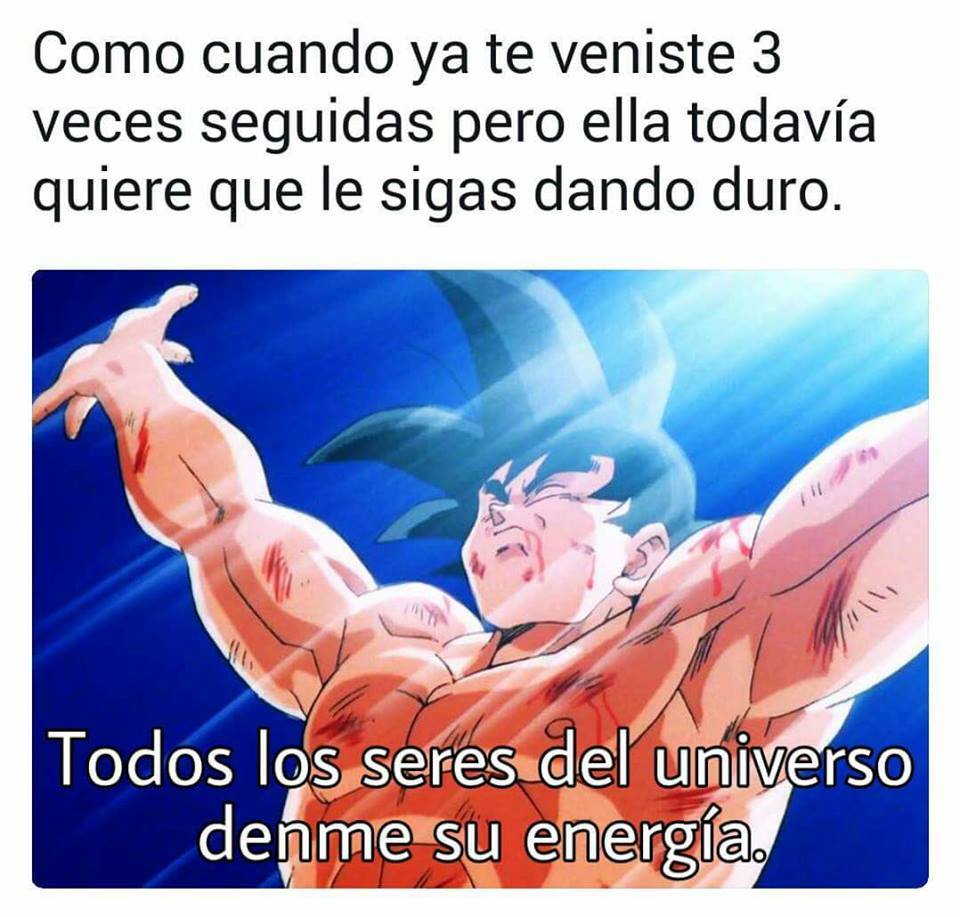 Como cuando ya te veniste 3
veces seguidas pero ella todavía
quiere que le sigas dando duro.
Todos los seres del universo
denme su energía.